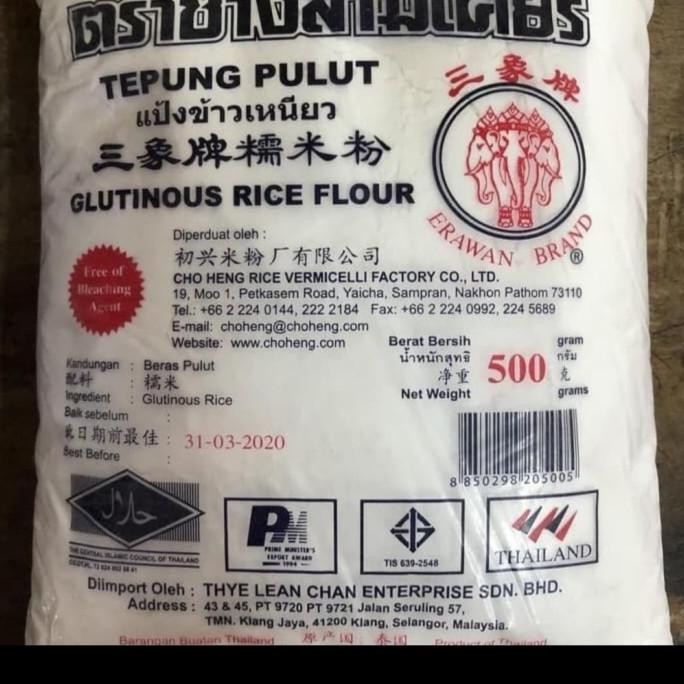 ตราช้างสามเศียร
TEPUNG PULUT
แป้งข้าวเหนียว
三象牌糯米粉
GLUTINOUS RICE FLOUR
三象牌
ERAWAN BRAND
®
Free of
Bleaching
Agent
Diperduat oleh :
初兴米粉厂有限公司
CHO HENG RICE VERMICELLI FACTORY CO., LTD.
19, Moo 1, Petkasem Road, Yaicha, Sampran, Nakhon Pathom 73110
Tel.: +66 2 224 0144, 222 2184 Fax: +66 2 224 0992, 224 5689
E-mail: choheng@choheng.com
Website: www.choheng.com
Kandungan : Beras Pulut
配料 : 糯米
Ingredient : Glutinous Rice
Baik sebelum :
日期前最佳 : 31-03-2020
Best Before :
Berat Bersih gram
น้ำหนักสุทธิ 500 กรัม
净重 克
Net Weight grams
8 850298 205005
حلال
THE CENTRAL ISLAMIC COUNCIL OF THAILAND
PM
PRIME MINISTER'S
EXPORT AWARD
1994
TIS 639-2548
THAILAND
Diimport Oleh : THYE LEAN CHAN ENTERPRISE SDN. BHD.
Address : 43 & 45, PT 9720 PT 9721 Jalan Seruling 57,
TMN. Klang Jaya, 41200 Klang, Selangor, Malaysia.
Barangan Buatan Thailand 原产国: 泰国 Product of Thailand